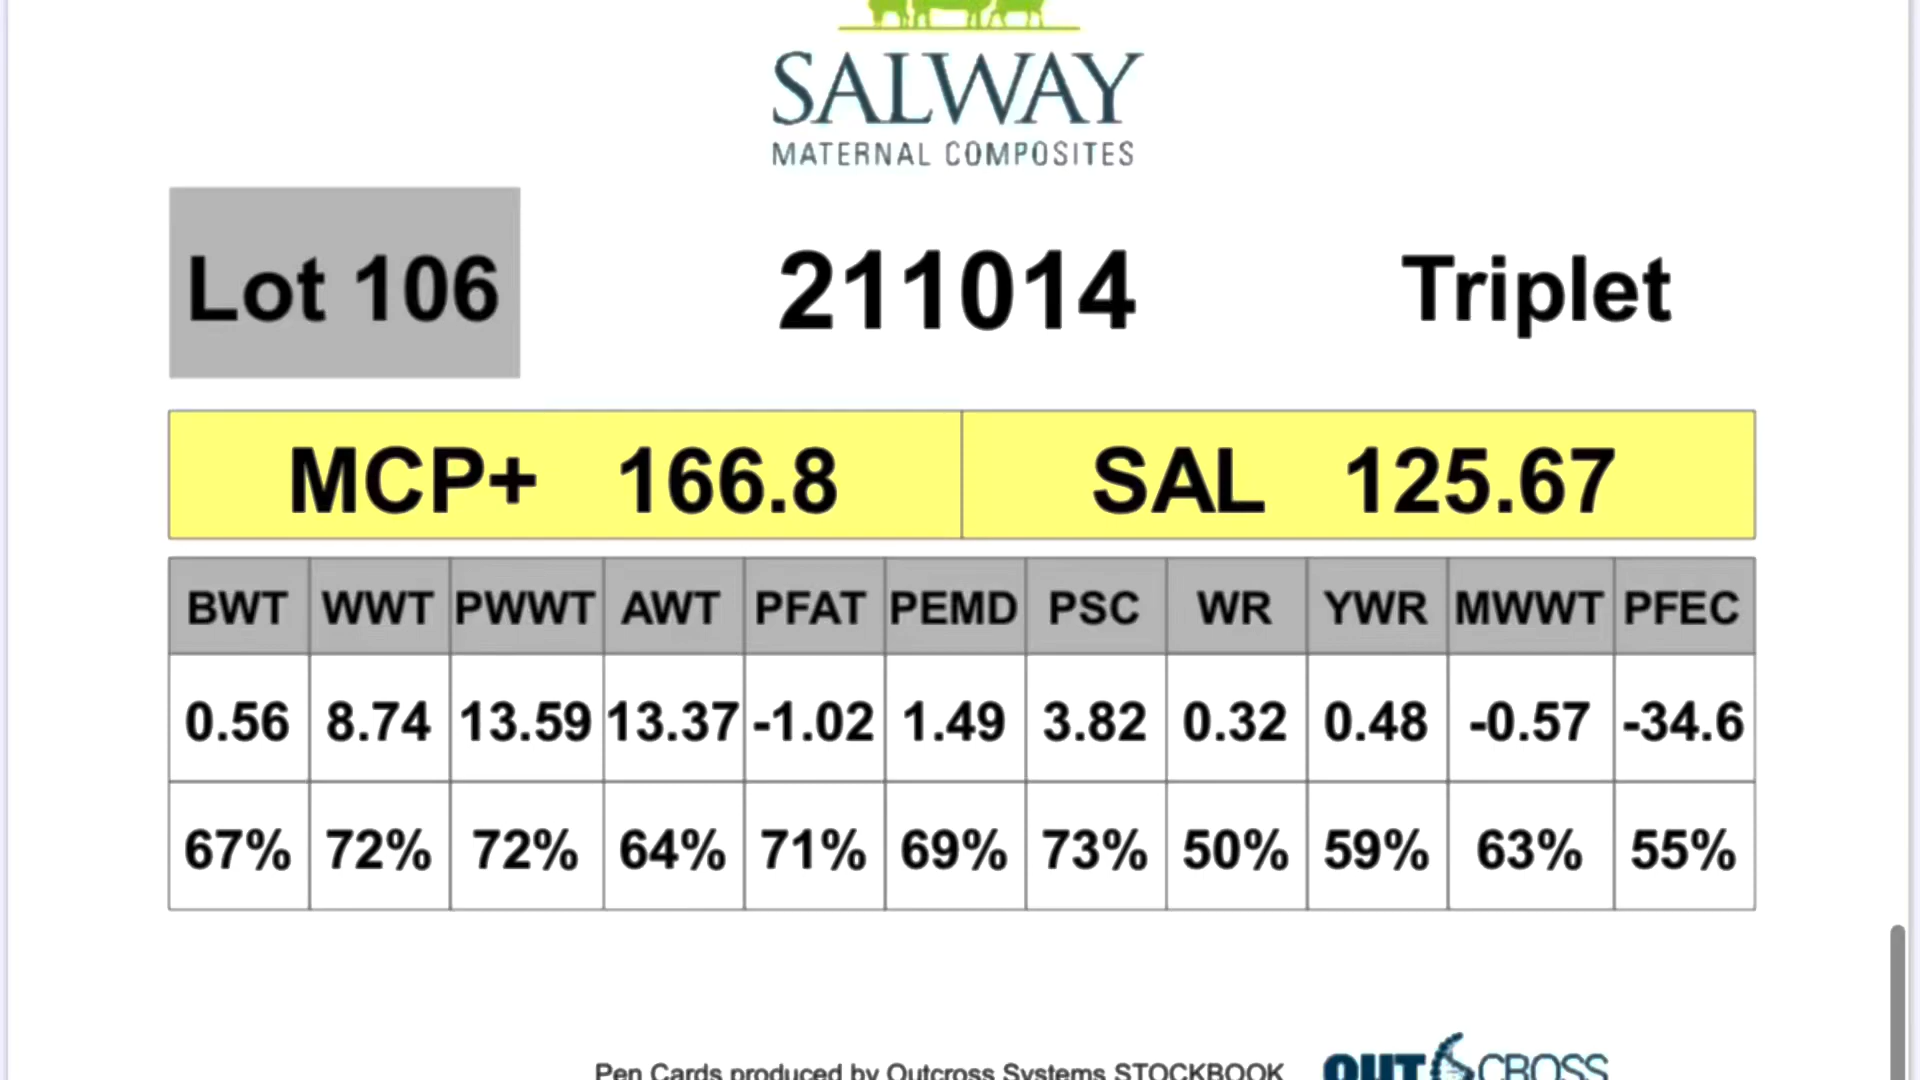 SALWAY
MATERNAL COMPOSITES
Lot 106 211014 Triplet
MCP+ 166.8 SAL 125.67
BWT WWT PWWT AWT PFAT PEMD PSC WR YWR MWWT PFEC
0.56 8.74 13.59 13.37 -1.02 1.49 3.82 0.32 0.48 -0.57 -34.6
67% 72% 72% 64% 71% 69% 73% 50% 59% 63% 55%
Pen Cards produced by Outcross Systems STOCKBOOK OUTCROSS